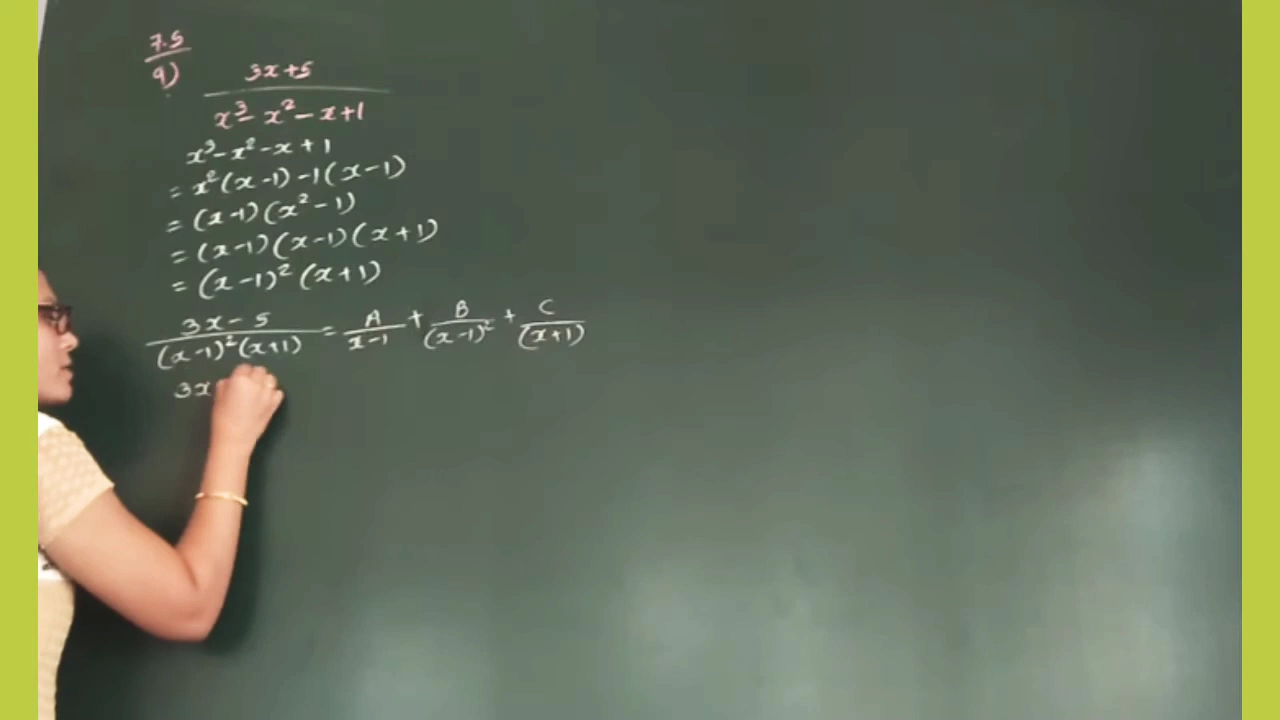 7.5
9)
3x+5
x³-x²-x+1
x³-x²-x+1
= x²(x-1)-1(x-1)
= (x-1)(x²-1)
= (x-1)(x-1)(x+1)
= (x-1)²(x+1)
3x-5 / (x-1)²(x+1) = A / x-1 + B / (x-1)² + C / (x+1)
3x